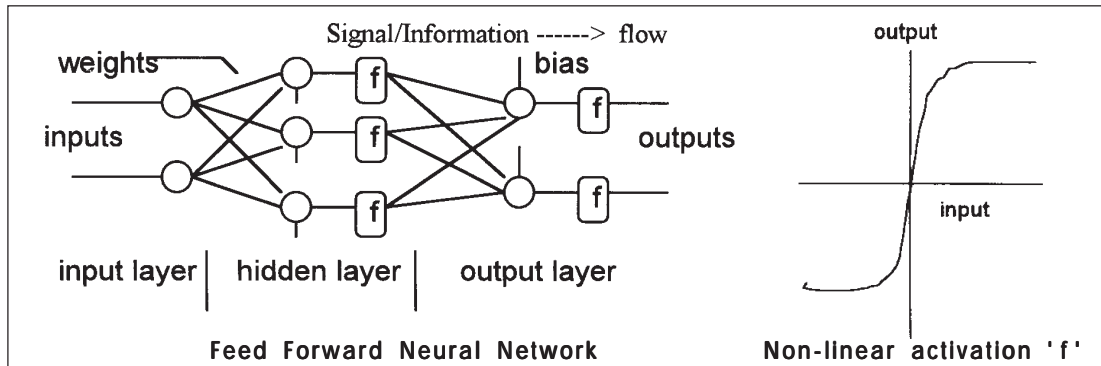 Signal/Information ------> flow
output
weights
f
bias
f
inputs
f
outputs
input
f
f
input layer
hidden layer
output layer
Feed Forward Neural Network
Non-linear activation 'f'